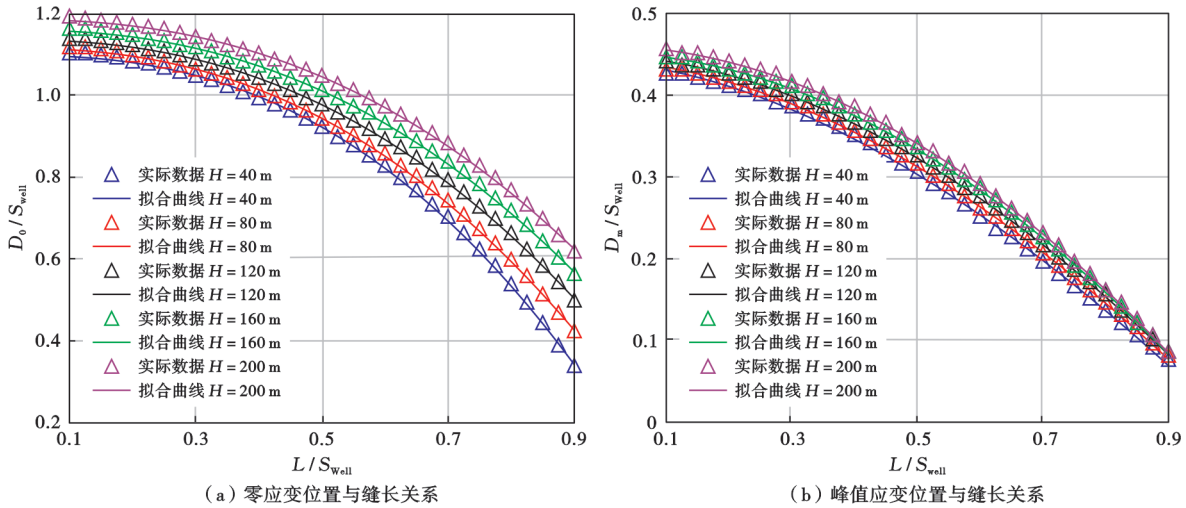 1.2
1.0
0.8
0.6
0.4
0.2
D₀ / Swell
实际数据 H = 40 m
拟合曲线 H = 40 m
实际数据 H = 80 m
拟合曲线 H = 80 m
实际数据 H = 120 m
拟合曲线 H = 120 m
实际数据 H = 160 m
拟合曲线 H = 160 m
实际数据 H = 200 m
拟合曲线 H = 200 m
0.1 0.3 0.5 0.7 0.9
L / SWell
（a）零应变位置与缝长关系
0.5
0.4
0.3
0.2
0.1
0
Dm / Swell
实际数据 H = 40 m
拟合曲线 H = 40 m
实际数据 H = 80 m
拟合曲线 H = 80 m
实际数据 H = 120 m
拟合曲线 H = 120 m
实际数据 H = 160 m
拟合曲线 H = 160 m
实际数据 H = 200 m
拟合曲线 H = 200 m
0.1 0.3 0.5 0.7 0.9
L / Swell
（b）峰值应变位置与缝长关系